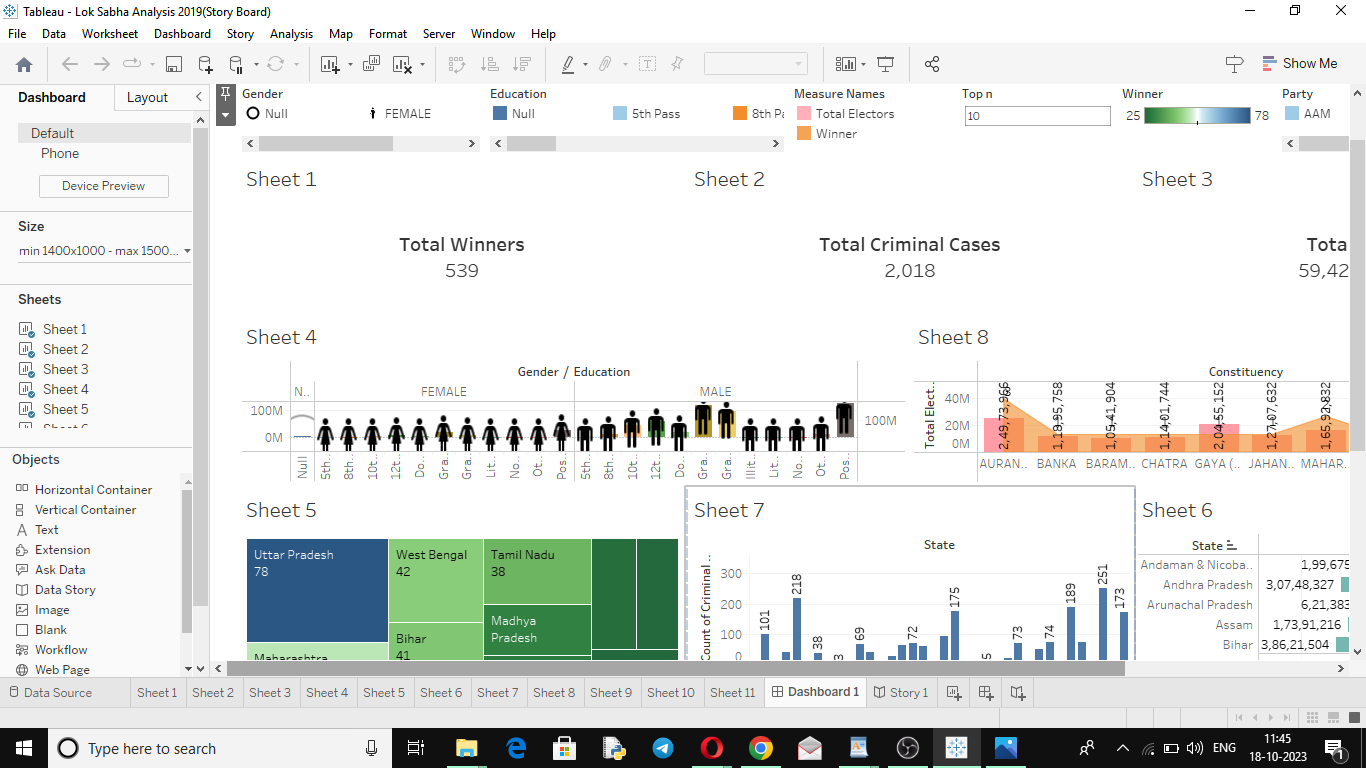 Tableau - Lok Sabha Analysis 2019(Story Board)
File Data Worksheet Dashboard Story Analysis Map Format Server Window Help
Show Me
Dashboard Layout
Default
Phone
Device Preview
Size
min 1400x1000 - max 1500...
Sheets
Sheet 1
Sheet 2
Sheet 3
Sheet 4
Sheet 5
Objects
Horizontal Container
Vertical Container
Text
Extension
Ask Data
Data Story
Image
Blank
Workflow
Web Page
Gender
Null FEMALE
Education
Null 5th Pass 8th Pa
Measure Names
Total Electors
Winner
Top n
10
Winner
25 78
Party
AAM
Sheet 1
Total Winners
539
Sheet 2
Total Criminal Cases
2,018
Sheet 3
Tota
59,42
Sheet 4
Gender / Education
N.. FEMALE MALE
100M
0M
100M
Null 5th.. 8th.. 10t.. 12t.. Do.. Gra.. Gra.. Lit.. No.. Ot.. Pos.. 5th.. 8th.. 10t.. 12t.. Do.. Gra.. Gra.. Illit.. Lit.. No.. Ot.. Pos..
Sheet 8
Constituency
Total Elect..
40M
20M
0M
2,49,73,966 1,19,95,758 1,05,41,904 1,14,01,744 2,04,55,152 1,27,07,632 1,65,92,832
AURAN.. BANKA BARAM.. CHATRA GAYA (.. JAHAN.. MAHAR..
Sheet 5
Uttar Pradesh
78
West Bengal
42
Tamil Nadu
38
Madhya
Pradesh
Bihar
41
Maharashtra
Sheet 7
State
Count of Criminal ..
300
200
100
0
101 218 38 3 69 72 175 5 73 74 189 251 173
Sheet 6
State
Andaman & Nicoba.. 1,99,675
Andhra Pradesh 3,07,48,327
Arunachal Pradesh 6,21,383
Assam 1,73,91,216
Bihar 3,86,21,504
Data Source Sheet 1 Sheet 2 Sheet 3 Sheet 4 Sheet 5 Sheet 6 Sheet 7 Sheet 8 Sheet 9 Sheet 10 Sheet 11 Dashboard 1 Story 1
Type here to search
ENG
11:45
18-10-2023
1